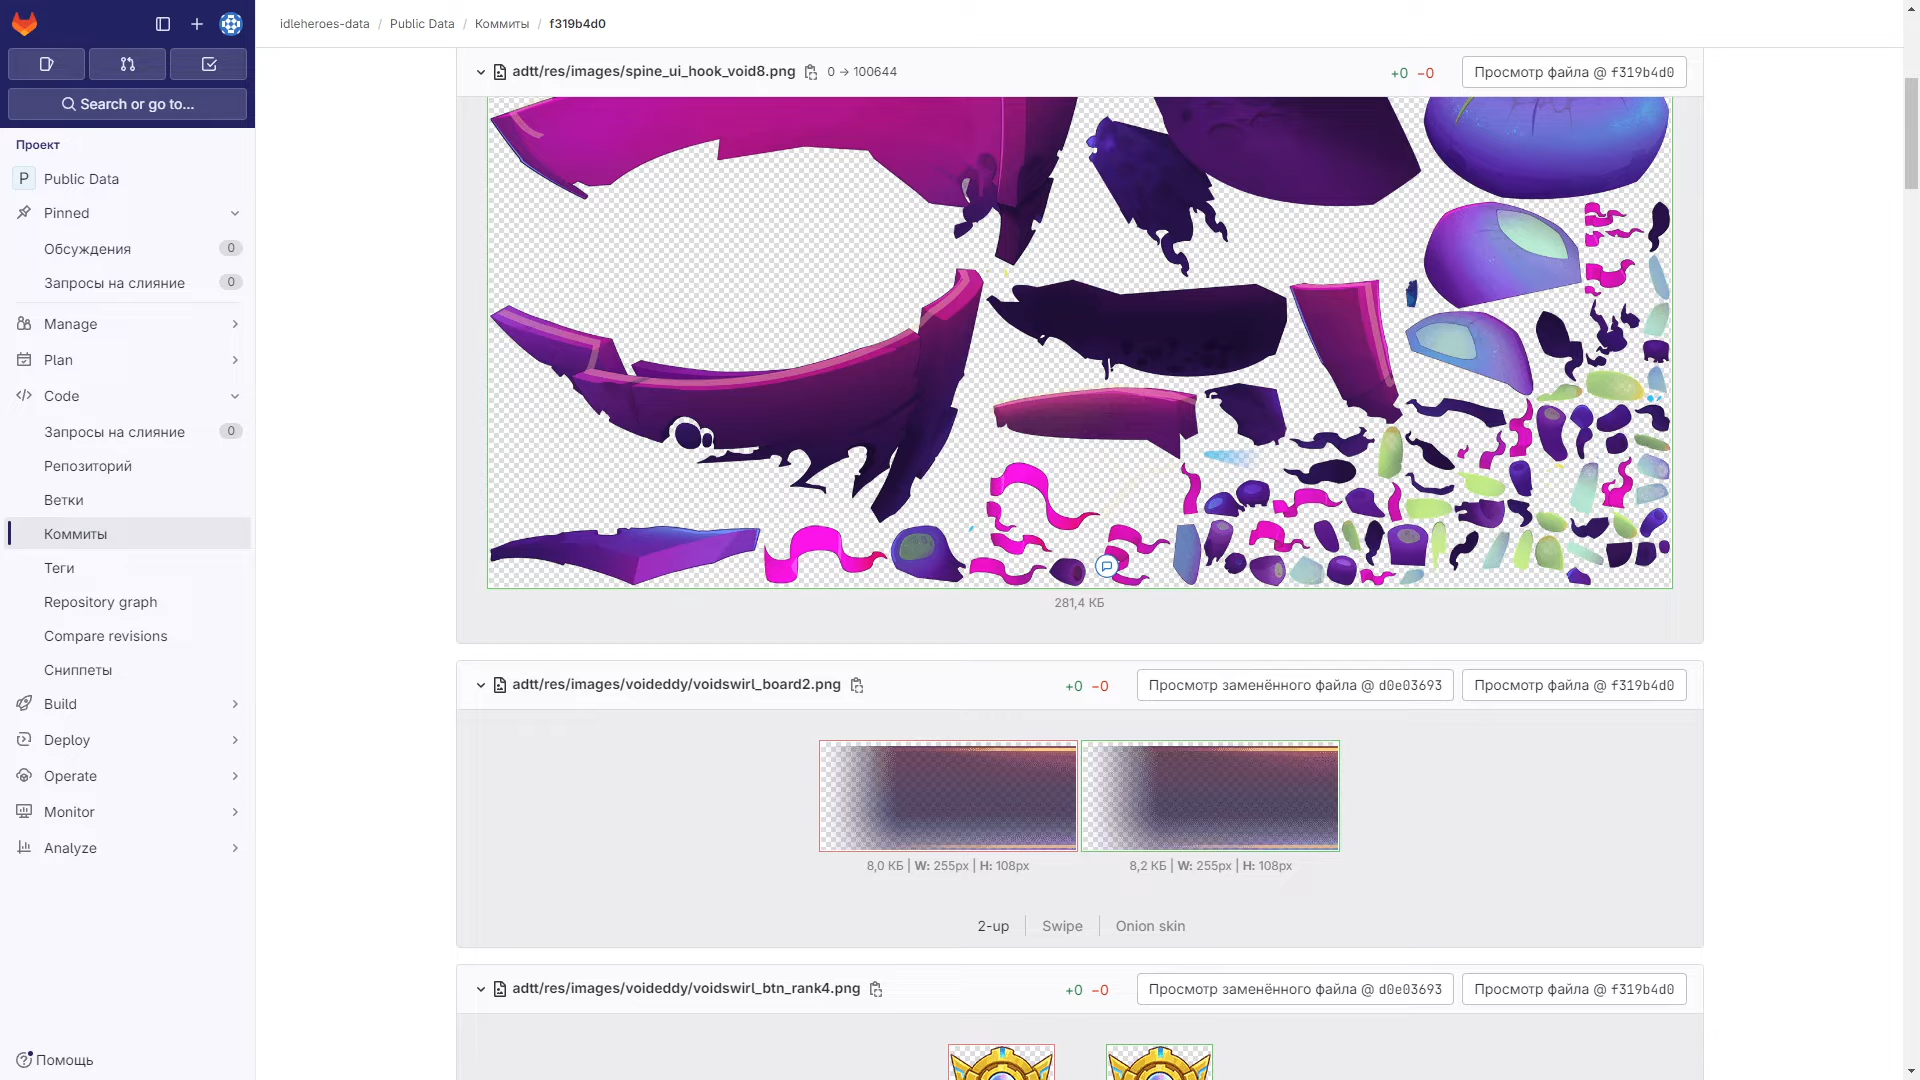 idleheroes-data / Public Data / Коммиты / f319b4d0
Search or go to...
Проект
P Public Data
Pinned
Обсуждения 0
Запросы на слияние 0
Manage
Plan
Code
Запросы на слияние 0
Репозиторий
Ветки
Коммиты
Теги
Repository graph
Compare revisions
Сниппеты
Build
Deploy
Operate
Monitor
Analyze
Помощь
adtt/res/images/spine_ui_hook_void8.png 0 → 100644 +0 −0 Просмотр файла @ f319b4d0
281,4 КБ
adtt/res/images/voideddy/voidswirl_board2.png +0 −0 Просмотр заменённого файла @ d0e03693 Просмотр файла @ f319b4d0
8,0 КБ | W: 255px | H: 108px
8,2 КБ | W: 255px | H: 108px
2-up Swipe Onion skin
adtt/res/images/voideddy/voidswirl_btn_rank4.png +0 −0 Просмотр заменённого файла @ d0e03693 Просмотр файла @ f319b4d0